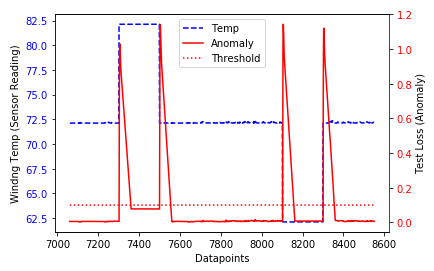 82.5
80.0
77.5
75.0
72.5
70.0
67.5
65.0
62.5
Windng Temp (Sensor Reading)
Temp
Anomaly
Threshold
1.2
1.0
0.8
0.6
0.4
0.2
0.0
Test Loss (Anomaly)
7000 7200 7400 7600 7800 8000 8200 8400 8600
Datapoints